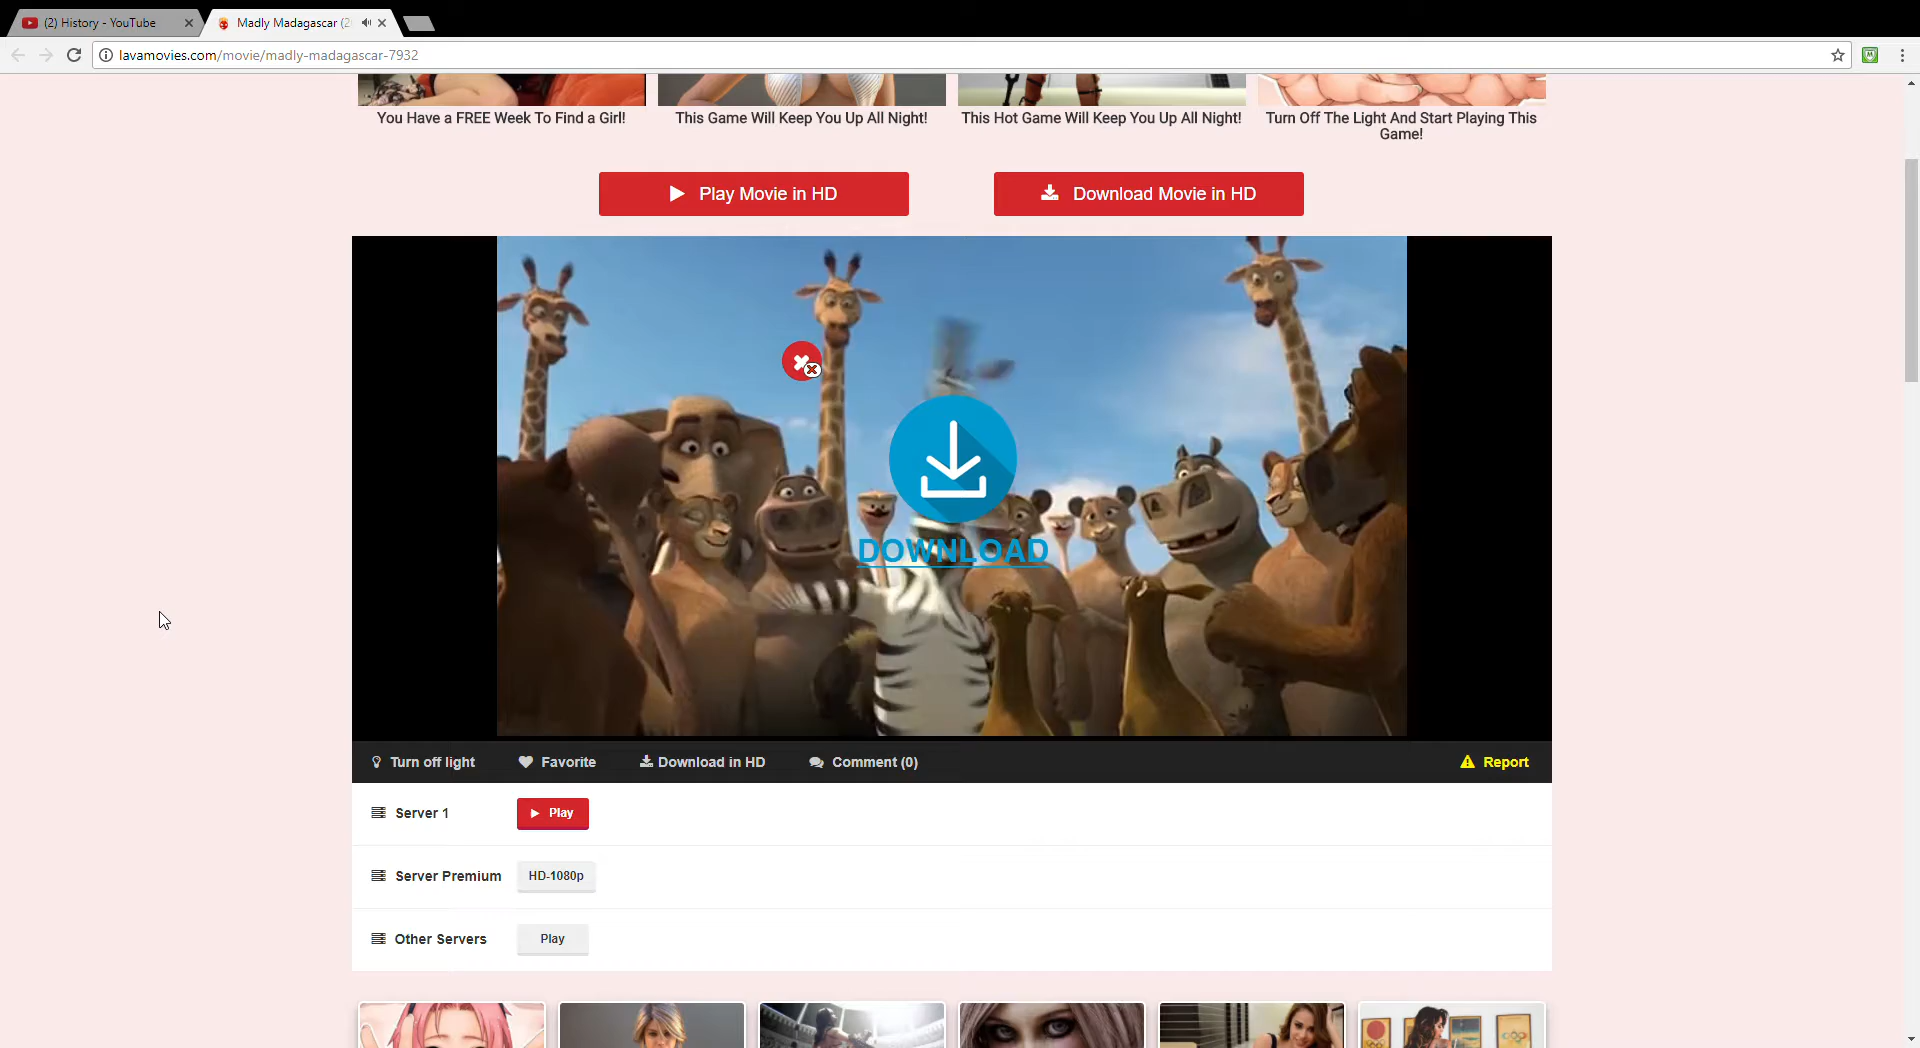 (2) History - YouTube
Madly Madagascar (2
lavamovies.com/movie/madly-madagascar-7932
You Have a FREE Week To Find a Girl!
This Game Will Keep You Up All Night!
This Hot Game Will Keep You Up All Night!
Turn Off The Light And Start Playing This
Game!
Play Movie in HD
Download Movie in HD
DOWNLOAD
Turn off light
Favorite
Download in HD
Comment (0)
Report
Server 1
Play
Server Premium
HD-1080p
Other Servers
Play